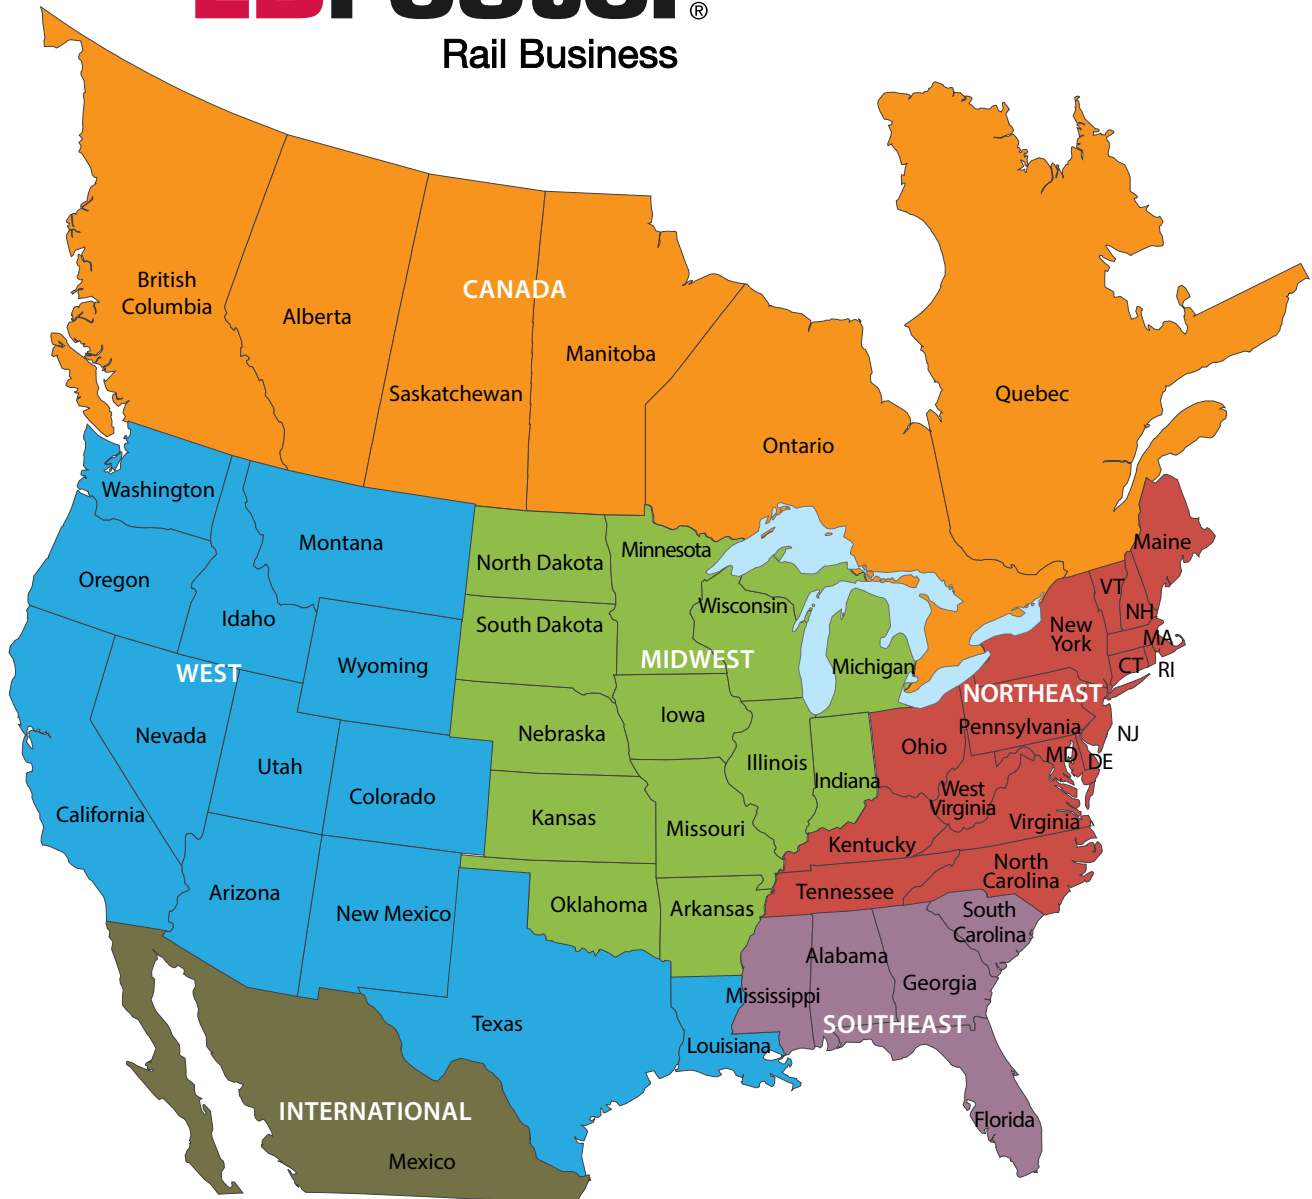 Rail Business
British
Columbia
Alberta
CANADA
Saskatchewan
Manitoba
Ontario
Quebec
Washington
Oregon
Idaho
Montana
Wyoming
WEST
Nevada
Utah
California
Colorado
Arizona
New Mexico
Texas
Louisiana
North Dakota
South Dakota
Minnesota
Wisconsin
MIDWEST
Michigan
Nebraska
Iowa
Illinois
Indiana
Kansas
Missouri
Oklahoma
Arkansas
Maine
VT
NH
New
York
MA
CT
RI
NORTHEAST
Pennsylvania
NJ
Ohio
MD
DE
West
Virginia
Virginia
Kentucky
Tennessee
North
Carolina
South
Carolina
Alabama
Mississippi
Georgia
SOUTHEAST
Florida
INTERNATIONAL
Mexico